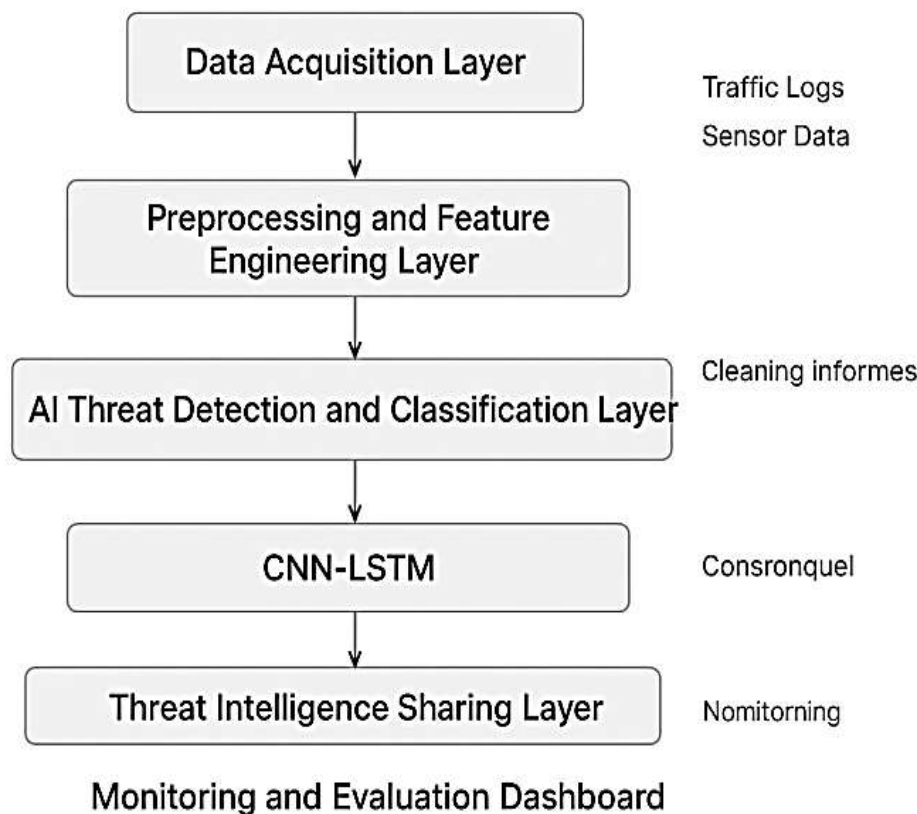 Data Acquisition Layer
Traffic Logs
Sensor Data
Preprocessing and Feature
Engineering Layer
Cleaning informes
AI Threat Detection and Classification Layer
CNN-LSTM
Consronquel
Threat Intelligence Sharing Layer
Nomitorning
Monitoring and Evaluation Dashboard